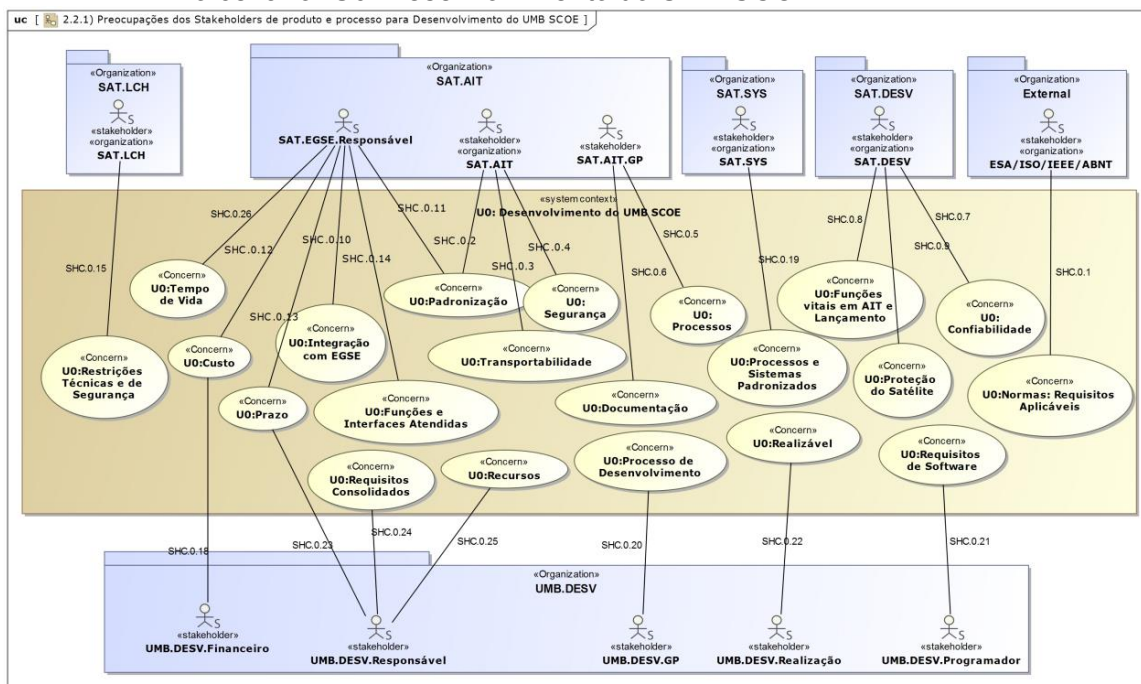 uc [ 2.2.1) Preocupações dos Stakeholders de produto e processo para Desenvolvimento do UMB SCOE ]
«Organization»
SAT.LCH
«stakeholder»
«organization»
SAT.LCH
«Organization»
SAT.AIT
SAT.EGSE.Responsável
«stakeholder»
«organization»
SAT.AIT
«stakeholder»
SAT.AIT.GP
«Organization»
SAT.SYS
«stakeholder»
«organization»
SAT.SYS
«Organization»
SAT.DESV
«stakeholder»
«organization»
SAT.DESV
«Organization»
External
«stakeholder»
«organization»
ESA/ISO/IEEE/ABNT
«system context»
U0: Desenvolvimento do UMB SCOE
SHC.0.26
SHC.0.11
SHC.0.8
SHC.0.7
SHC.0.12
SHC.0.10
SHC.0.2
SHC.0.4
SHC.0.5
SHC.0.9
SHC.0.15
SHC.0.14
SHC.0.3
SHC.0.6
SHC.0.19
SHC.0.1
SHC.0.13
«Concern»
U0:Tempo
de Vida
«Concern»
U0:Padronização
«Concern»
U0:
Segurança
«Concern»
U0:
Processos
«Concern»
U0:Funções
vitais em AIT e
Lançamento
«Concern»
U0:
Confiabilidade
«Concern»
U0:Restrições
Técnicas e de
Segurança
«Concern»
U0:Custo
«Concern»
U0:Integração
com EGSE
«Concern»
U0:Transportabilidade
«Concern»
U0:Processos e
Sistemas
Padronizados
«Concern»
U0:Proteção
do Satélite
«Concern»
U0:Normas: Requisitos
Aplicáveis
«Concern»
U0:Prazo
«Concern»
U0:Funções e
Interfaces Atendidas
«Concern»
U0:Documentação
«Concern»
U0:Requisitos
Consolidados
«Concern»
U0:Recursos
«Concern»
U0:Processo de
Desenvolvimento
«Concern»
U0:Realizável
«Concern»
U0:Requisitos
de Software
SHC.0.18
SHC.0.23
SHC.0.24
SHC.0.25
SHC.0.20
SHC.0.22
SHC.0.21
«Organization»
UMB.DESV
«stakeholder»
UMB.DESV.Financeiro
«stakeholder»
UMB.DESV.Responsável
«stakeholder»
UMB.DESV.GP
«stakeholder»
UMB.DESV.Realização
«stakeholder»
UMB.DESV.Programador